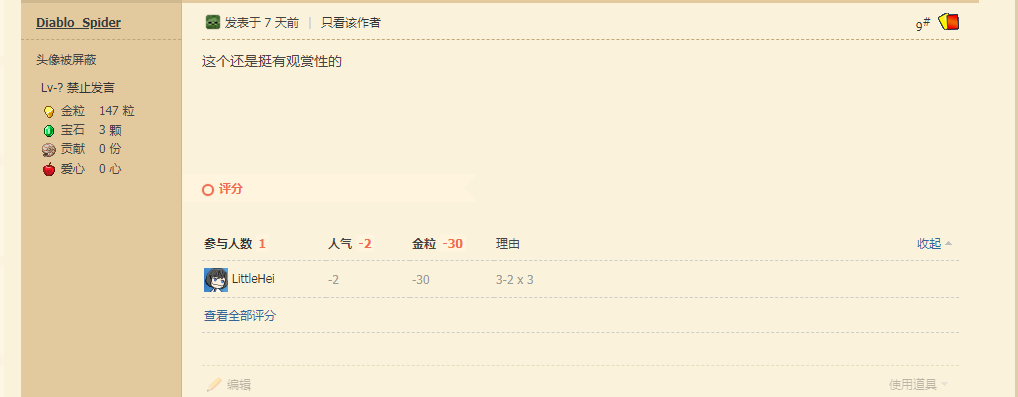 Diablo_Spider
发表于 7 天前 | 只看该作者
9#
头像被屏蔽
这个还是挺有观赏性的
Lv-? 禁止发言
金粒 147 粒
宝石 3 颗
贡献 0 份
爱心 0 心
评分
参与人数 1 人气 -2 金粒 -30 理由 收起
LittleHei -2 -30 3-2 x 3
查看全部评分
编辑 使用道具